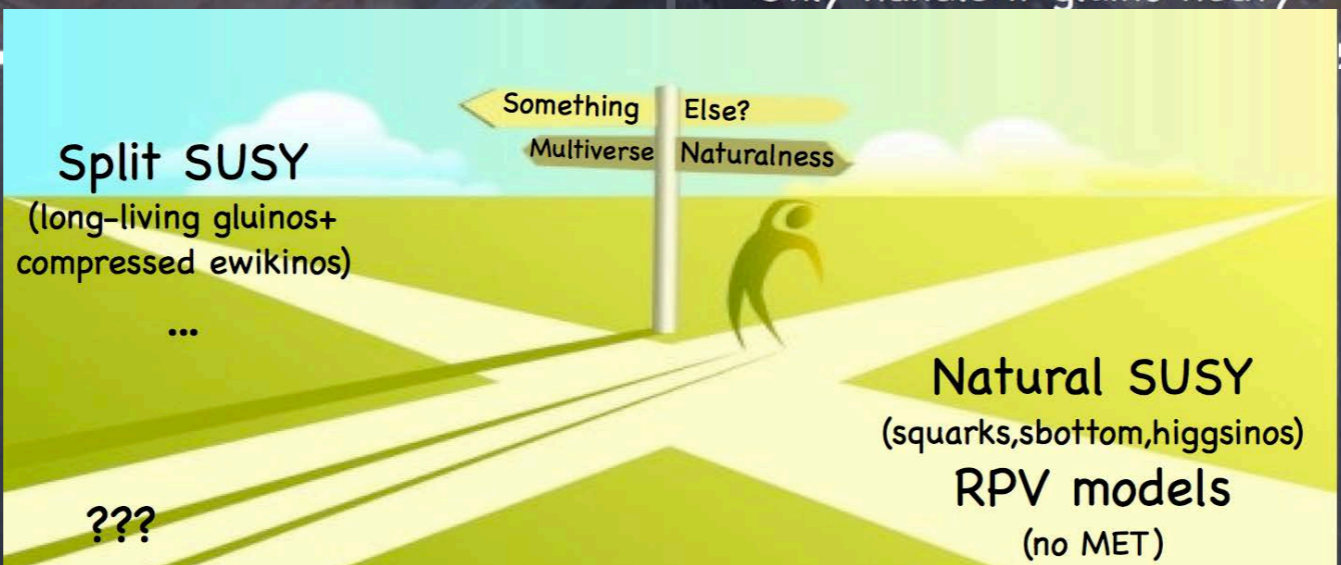 Something Else?
Multiverse Naturalness
Split SUSY
(long-living gluinos+
compressed ewikinos)
...
???
Natural SUSY
(squarks,sbottom,higgsinos)
RPV models
(no MET)